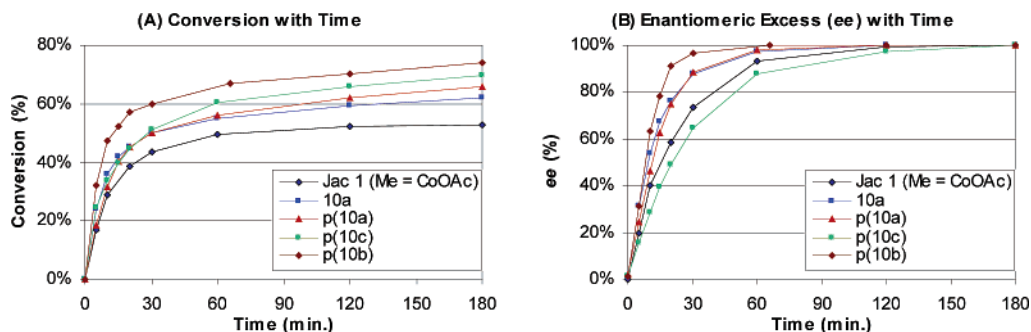 (A) Conversion with Time
80%
60%
40%
20%
0%
Conversion (%)
Jac 1 (Me = CoOAc)
10a
p(10a)
p(10c)
p(10b)
0 30 60 90 120 150 180
Time (min.)
(B) Enantiomeric Excess (ee) with Time
100%
80%
60%
40%
20%
0%
ee (%)
Jac 1 (Me = CoOAc)
10a
p(10a)
p(10c)
p(10b)
0 30 60 90 120 150 180
Time (min.)